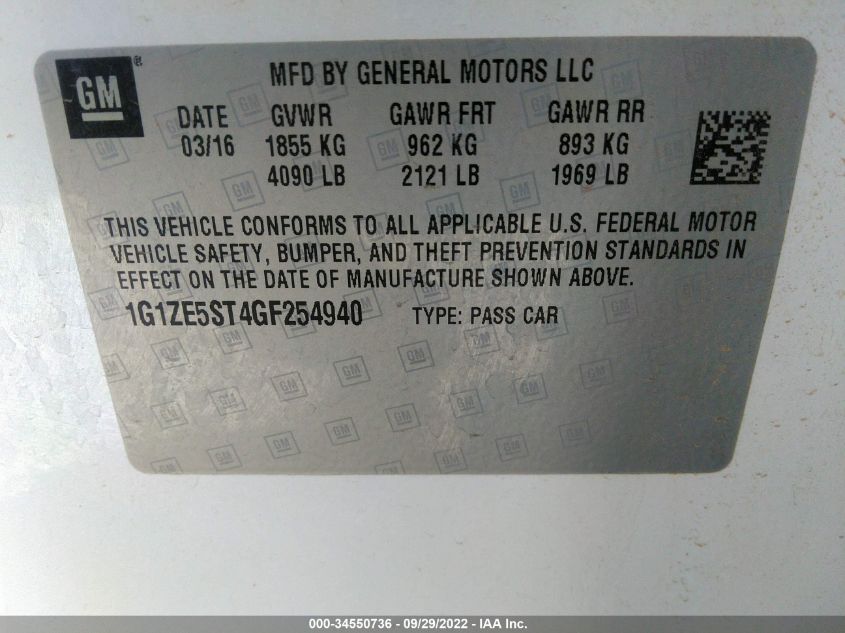 GM ®
MFD BY GENERAL MOTORS LLC
DATE GVWR GAWR FRT GAWR RR
03/16 1855 KG 962 KG 893 KG
4090 LB 2121 LB 1969 LB
THIS VEHICLE CONFORMS TO ALL APPLICABLE U.S. FEDERAL MOTOR
VEHICLE SAFETY, BUMPER, AND THEFT PREVENTION STANDARDS IN
EFFECT ON THE DATE OF MANUFACTURE SHOWN ABOVE.
1G1ZE5ST4GF254940 TYPE: PASS CAR
000-34550736 - 09/29/2022 - IAA Inc.